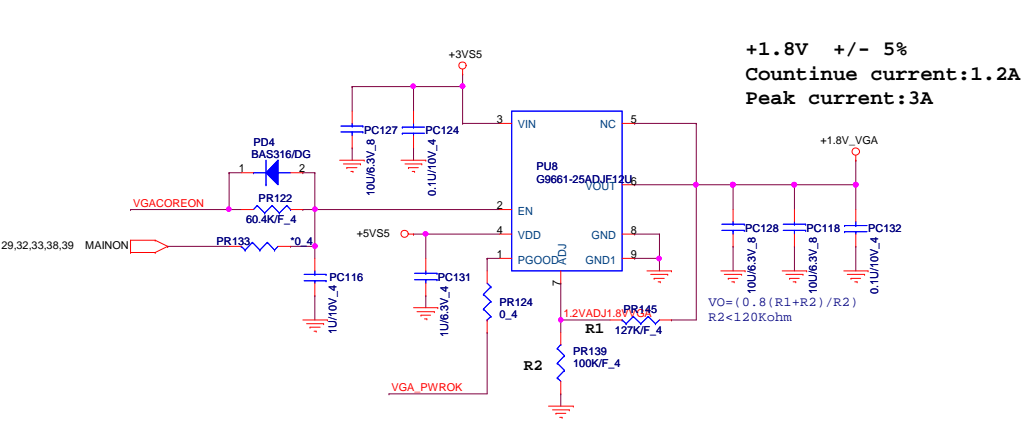 +1.8V +/- 5%
Countinue current:1.2A
Peak current:3A
+3VS5
PC127
10U/6.3V_8
PC124
0.1U/10V_4
3
VIN
NC
5
PU8
G9661-25ADJF12U
VOUT
6
+1.8V_VGA
PD4
BAS316/DG
1
2
VGACOREON
PR122
60.4K/F_4
2
EN
29,32,33,38,39
MAINON
PR133
*0_4
+5VS5
4
VDD
GND
8
1
PGOOD
GND1
9
ADJ
7
PC116
1U/10V_4
PC131
1U/6.3V_4
PR124
0_4
PC128
10U/6.3V_8
PC118
10U/6.3V_8
PC132
0.1U/10V_4
VO=(0.8(R1+R2)/R2)
R2<120Kohm
1.2VADJ1.8VVGA
PR145
R1
127K/F_4
R2
PR139
100K/F_4
VGA_PWROK